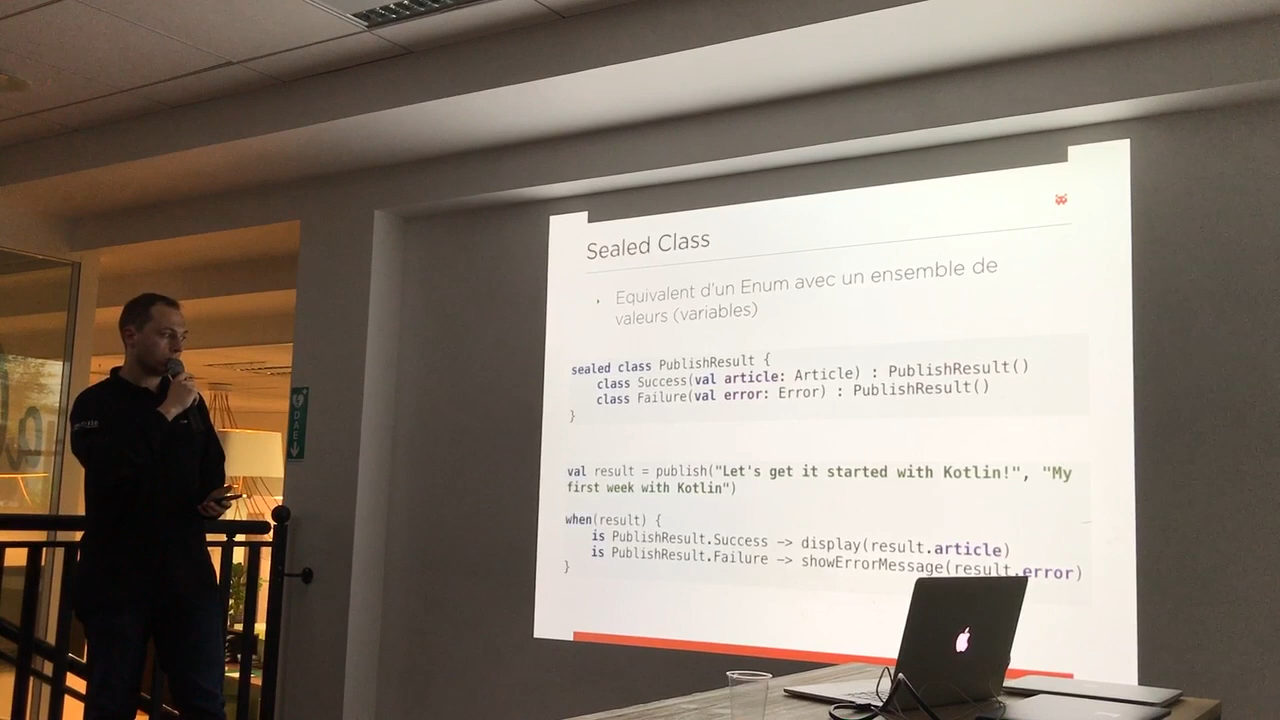 Sealed Class
Equivalent d'un Enum avec un ensemble de
valeurs (variables)
sealed class PublishResult {
class Success(val article: Article) : PublishResult()
class Failure(val error: Error) : PublishResult()
}
val result = publish("Let's get it started with Kotlin!", "My
first week with Kotlin")
when(result) {
is PublishResult.Success -> display(result.article)
is PublishResult.Failure -> showErrorMessage(result.error)
}
DAE